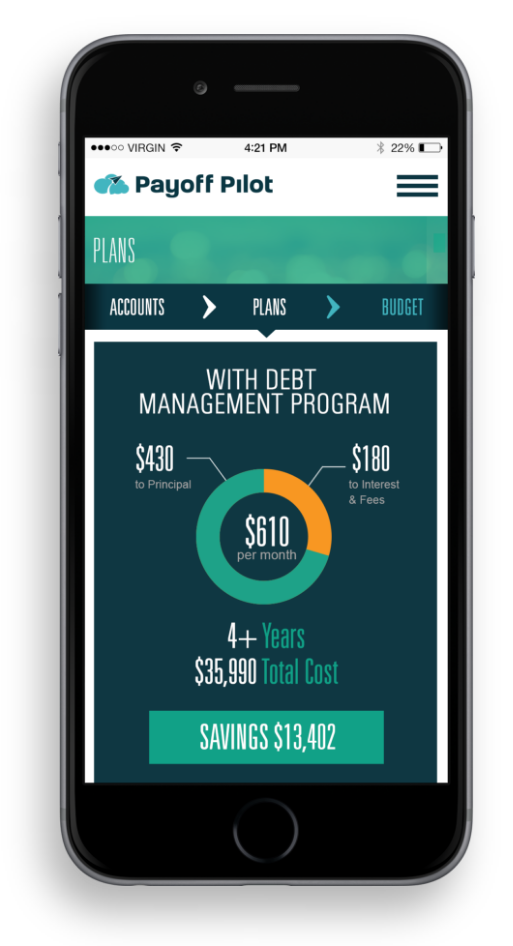 VIRGIN
4:21 PM
22%
Payoff Pilot
PLANS
ACCOUNTS
PLANS
BUDGET
WITH DEBT
MANAGEMENT PROGRAM
$430
to Principal
$180
to Interest
& Fees
$610
per month
4+ Years
$35,990 Total Cost
SAVINGS $13,402